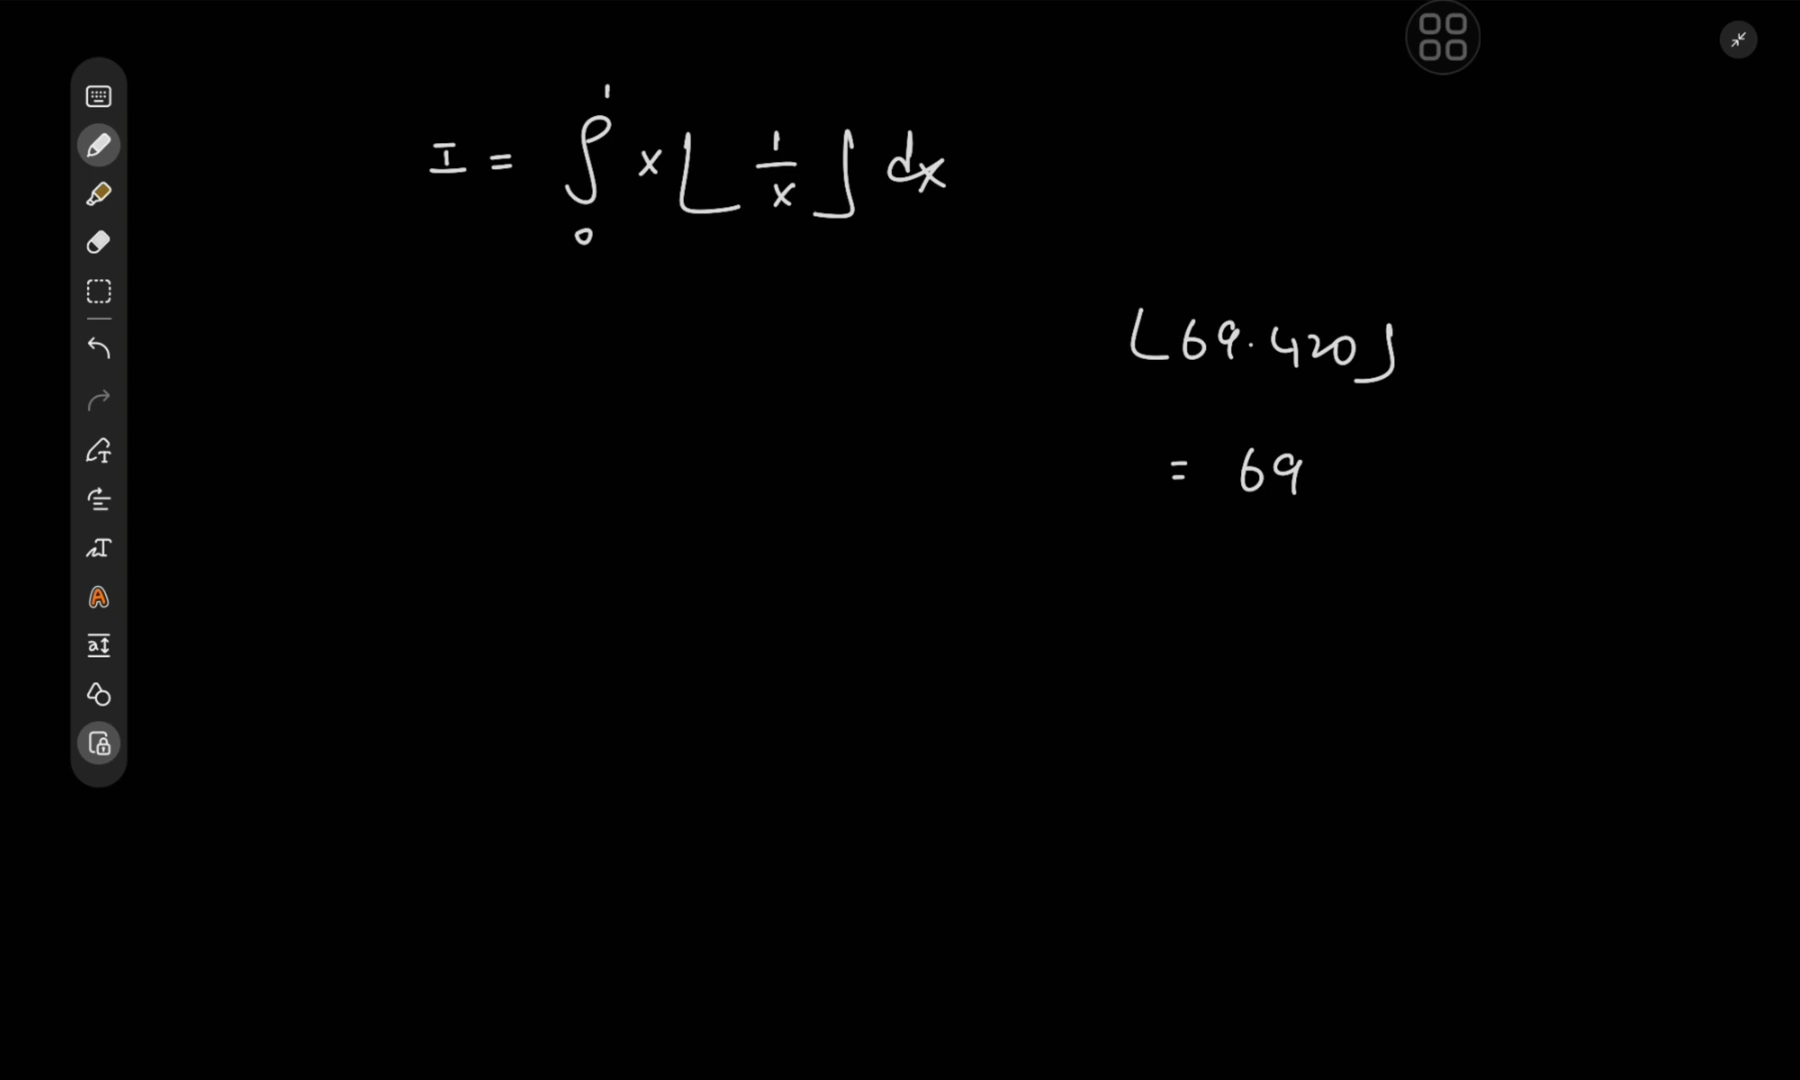 I = ∫₀¹ x ⌊1/x⌋ dx
⌊69.420⌋
= 69